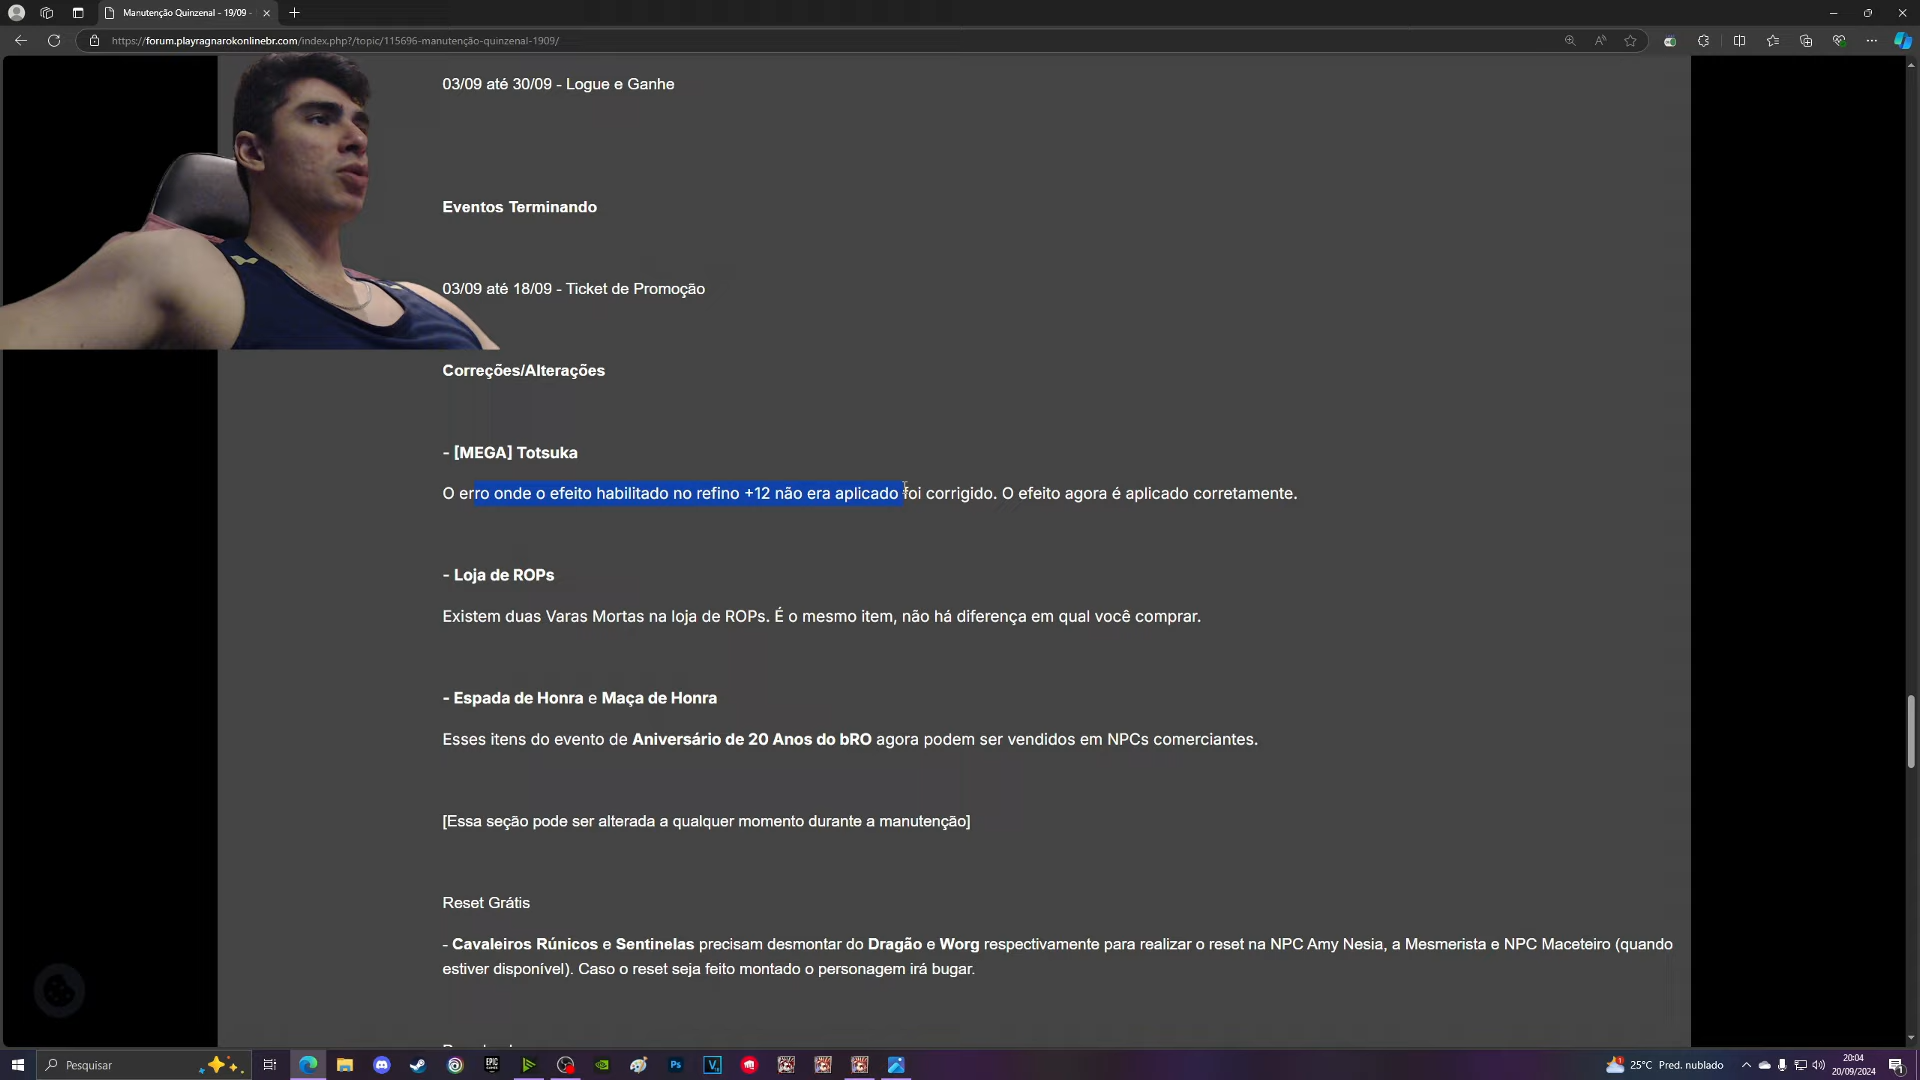 Manutenção Quinzenal - 19/09 -
https://forum.playragnarokonlinebr.com/index.php?/topic/115696-manutenção-quinzenal-1909/
03/09 até 30/09 - Logue e Ganhe
Eventos Terminando
03/09 até 18/09 - Ticket de Promoção
Correções/Alterações
- [MEGA] Totsuka
O erro onde o efeito habilitado no refino +12 não era aplicado foi corrigido. O efeito agora é aplicado corretamente.
- Loja de ROPs
Existem duas Varas Mortas na loja de ROPs. É o mesmo item, não há diferença em qual você comprar.
- Espada de Honra e Maça de Honra
Esses itens do evento de Aniversário de 20 Anos do bRO agora podem ser vendidos em NPCs comerciantes.
[Essa seção pode ser alterada a qualquer momento durante a manutenção]
Reset Grátis
- Cavaleiros Rúnicos e Sentinelas precisam desmontar do Dragão e Worg respectivamente para realizar o reset na NPC Amy Nesia, a Mesmerista e NPC Maceteiro (quando
estiver disponível). Caso o reset seja feito montado o personagem irá bugar.
Pesquisar
25°C Pred. nublado
20:04
20/09/2024